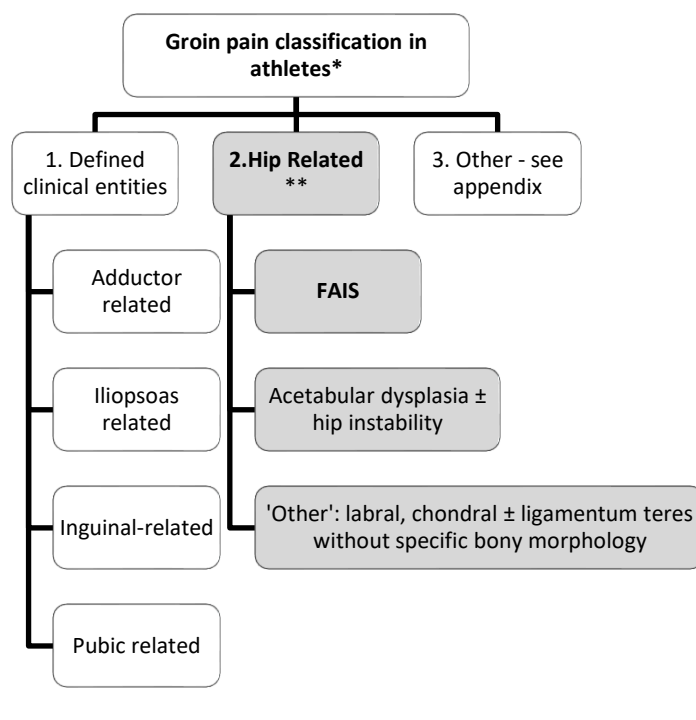 Groin pain classification in
athletes*
1. Defined
clinical entities
Adductor
related
Iliopsoas
related
Inguinal-related
Pubic related
2.Hip Related
**
FAIS
Acetabular dysplasia ±
hip instability
'Other': labral, chondral ± ligamentum teres
without specific bony morphology
3. Other - see
appendix